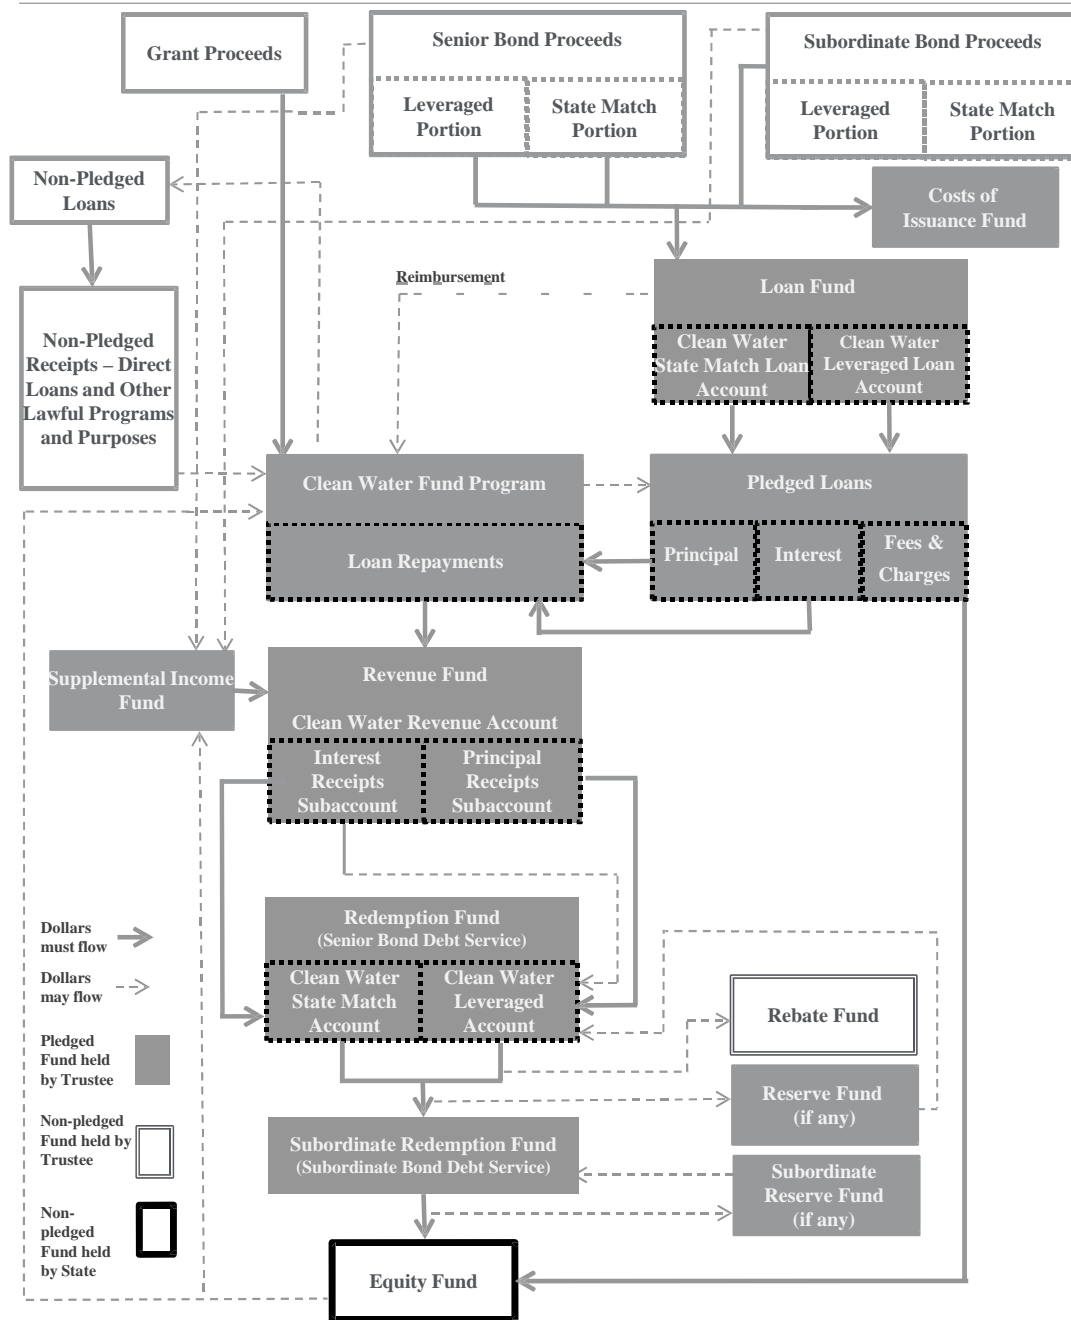 Grant Proceeds
Senior Bond Proceeds
Leveraged
Portion
State Match
Portion
Subordinate Bond Proceeds
Leveraged
Portion
State Match
Portion
Non-Pledged
Loans
Costs of
Issuance Fund
Reimbursement
Loan Fund
Clean Water
State Match Loan
Account
Clean Water
Leveraged Loan
Account
Non-Pledged
Receipts – Direct
Loans and Other
Lawful Programs
and Purposes
Clean Water Fund Program
Loan Repayments
Pledged Loans
Principal
Interest
Fees &
Charges
Supplemental Income
Fund
Revenue Fund
Clean Water Revenue Account
Interest
Receipts
Subaccount
Principal
Receipts
Subaccount
Redemption Fund
(Senior Bond Debt Service)
Clean Water
State Match
Account
Clean Water
Leveraged
Account
Rebate Fund
Reserve Fund
(if any)
Subordinate Redemption Fund
(Subordinate Bond Debt Service)
Subordinate
Reserve Fund
(if any)
Equity Fund
Dollars
must flow
Dollars
may flow
Pledged
Fund held
by Trustee
Non-pledged
Fund held by
Trustee
Non-
pledged
Fund held
by State